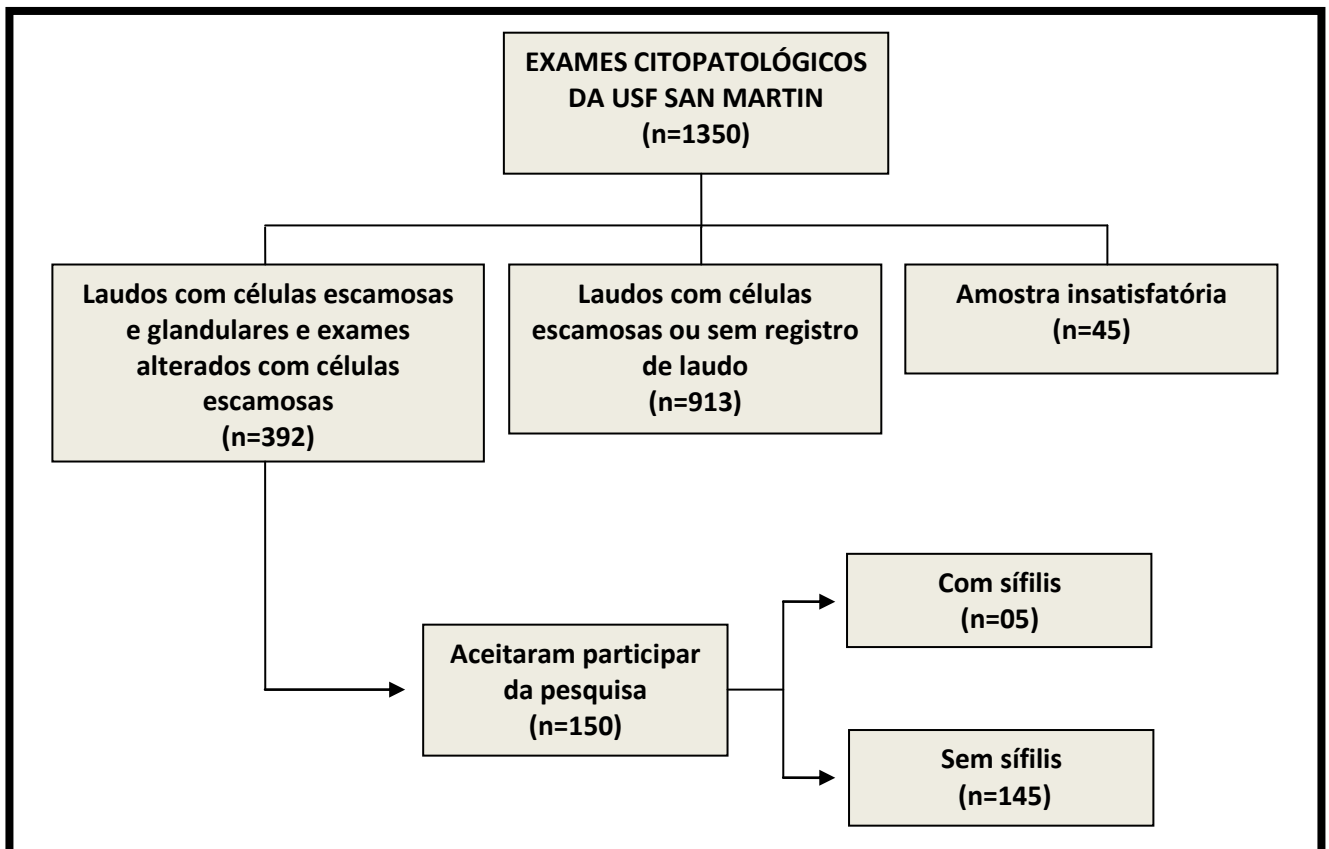 EXAMES CITOPATOLÓGICOS
DA USF SAN MARTIN
(n=1350)
Laudos com células escamosas
e glandulares e exames
alterados com células
escamosas
(n=392)
Laudos com células
escamosas ou sem registro
de laudo
(n=913)
Amostra insatisfatória
(n=45)
Aceitaram participar
da pesquisa
(n=150)
Com sífilis
(n=05)
Sem sífilis
(n=145)